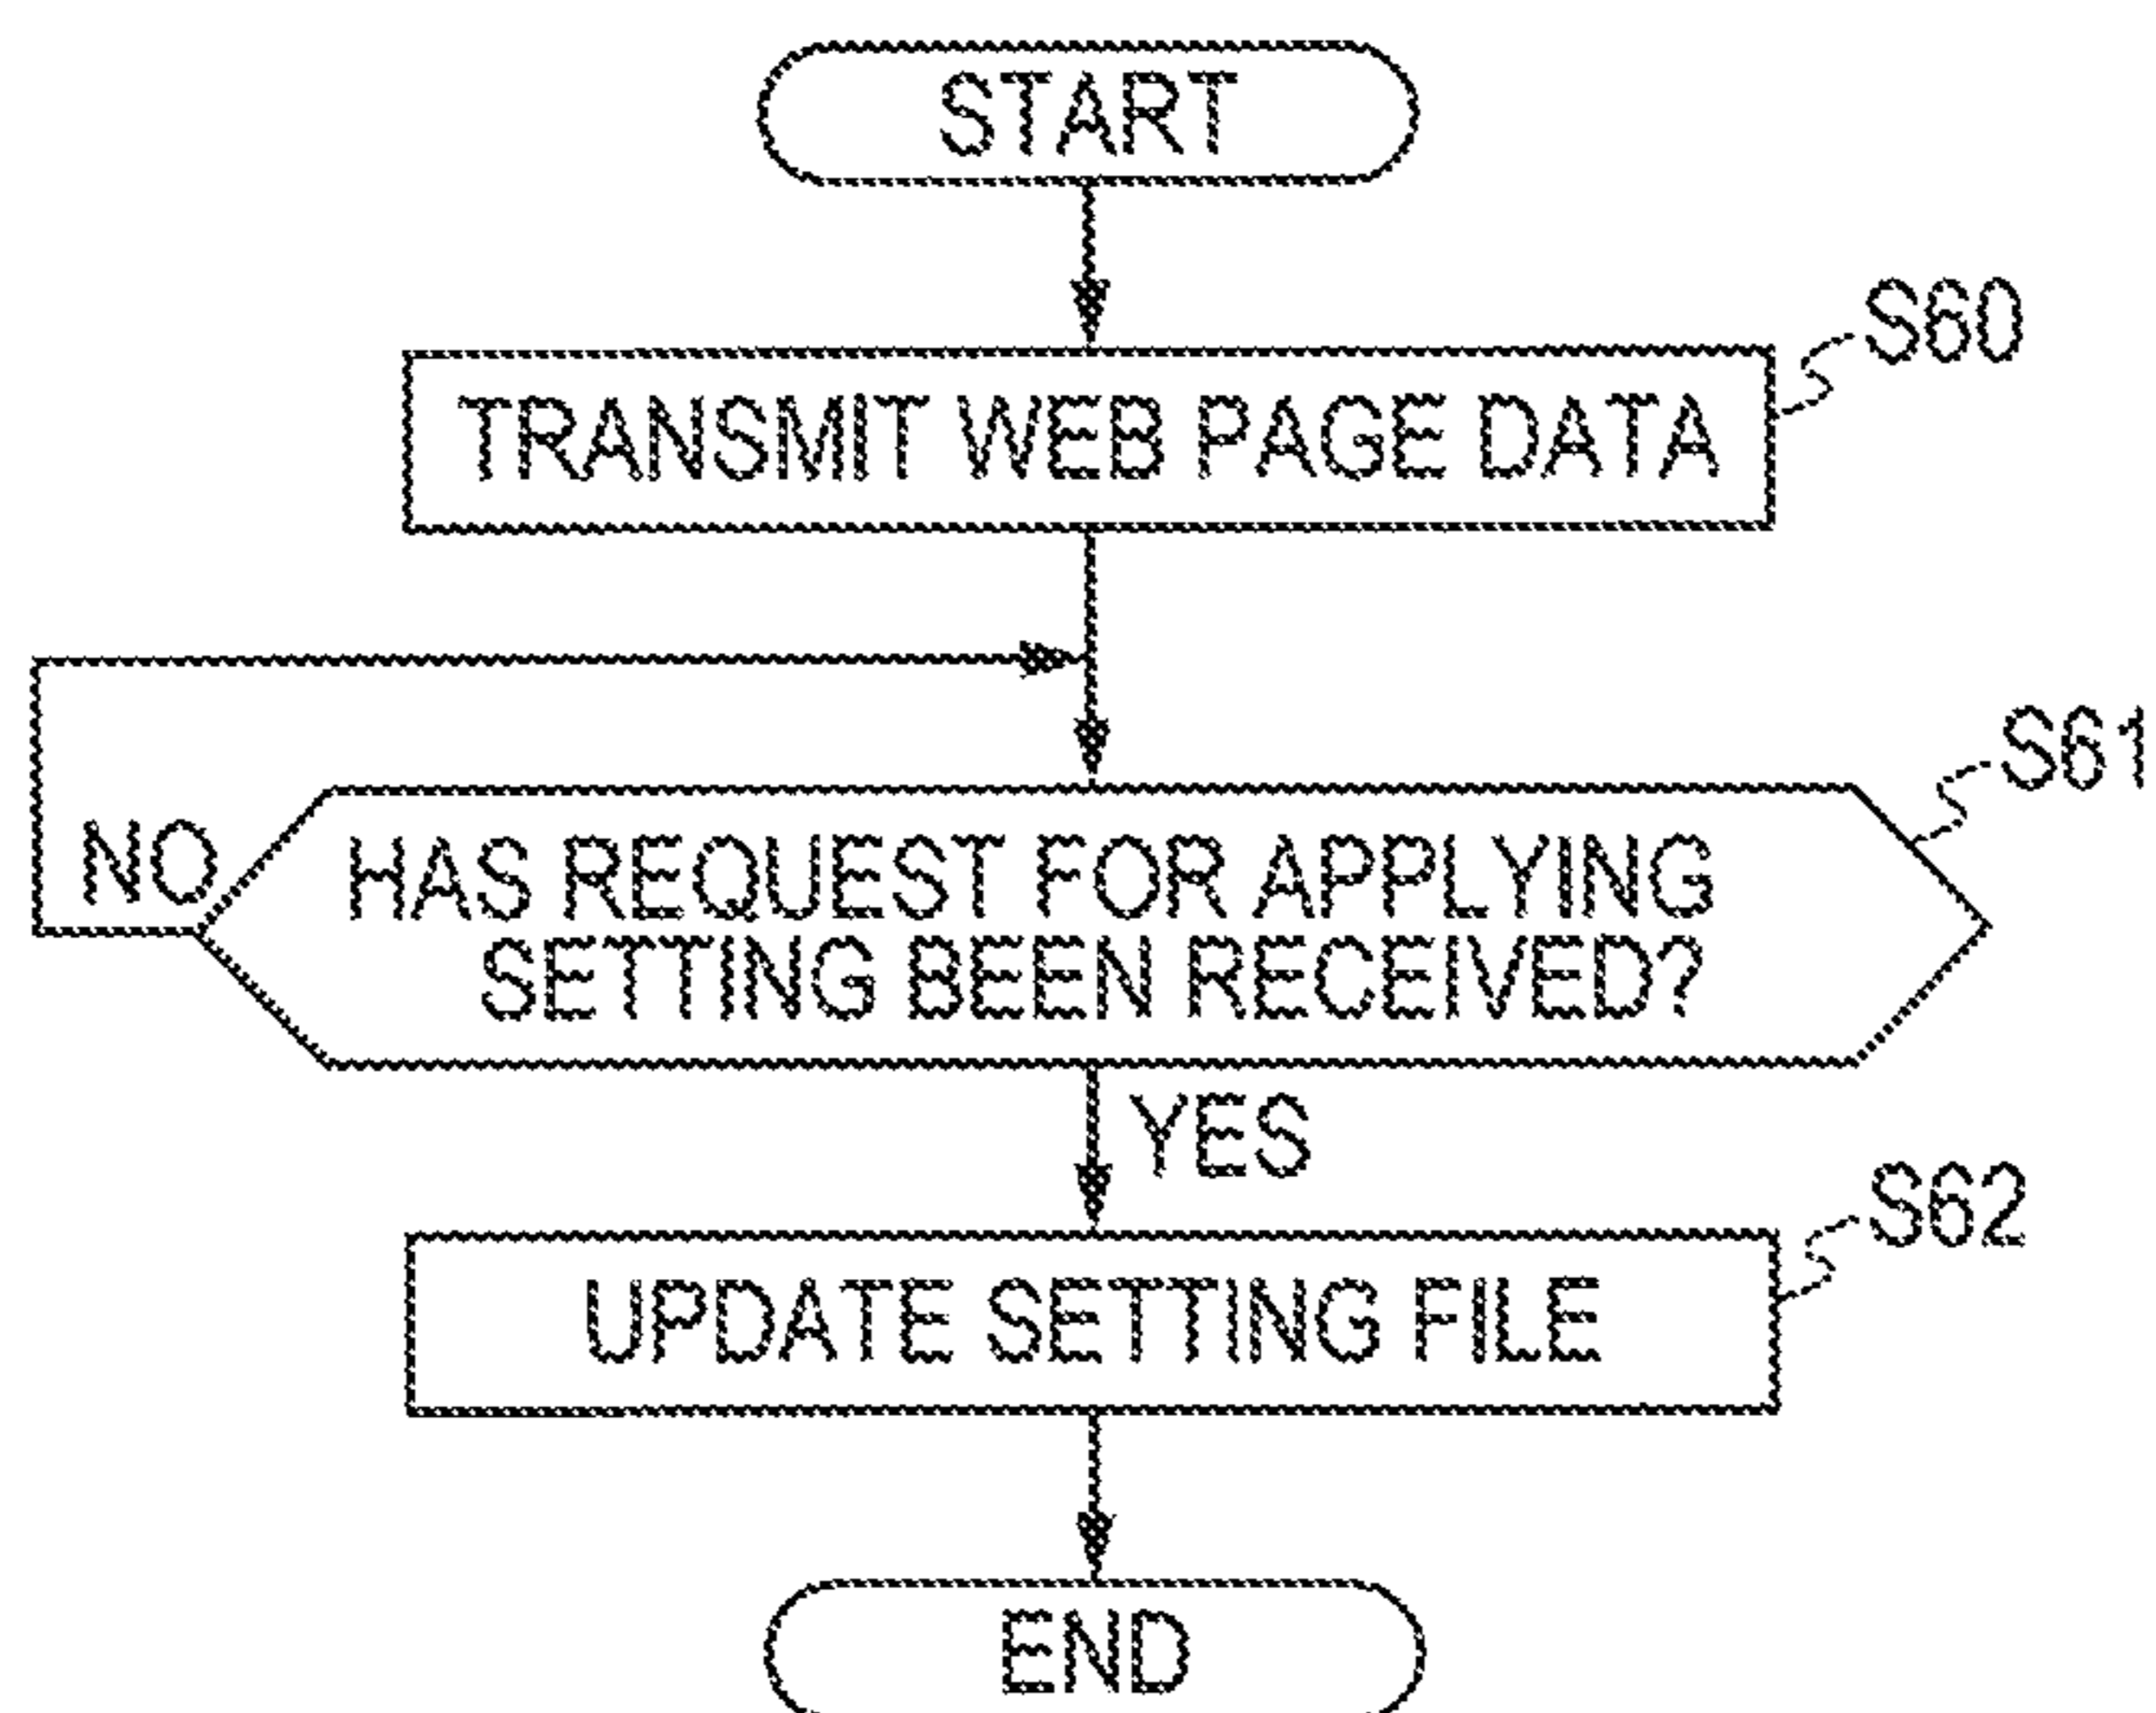 START
S60
TRANSMIT WEB PAGE DATA
S61
NO
HAS REQUEST FOR APPLYING
SETTING BEEN RECEIVED?
YES
S62
UPDATE SETTING FILE
END